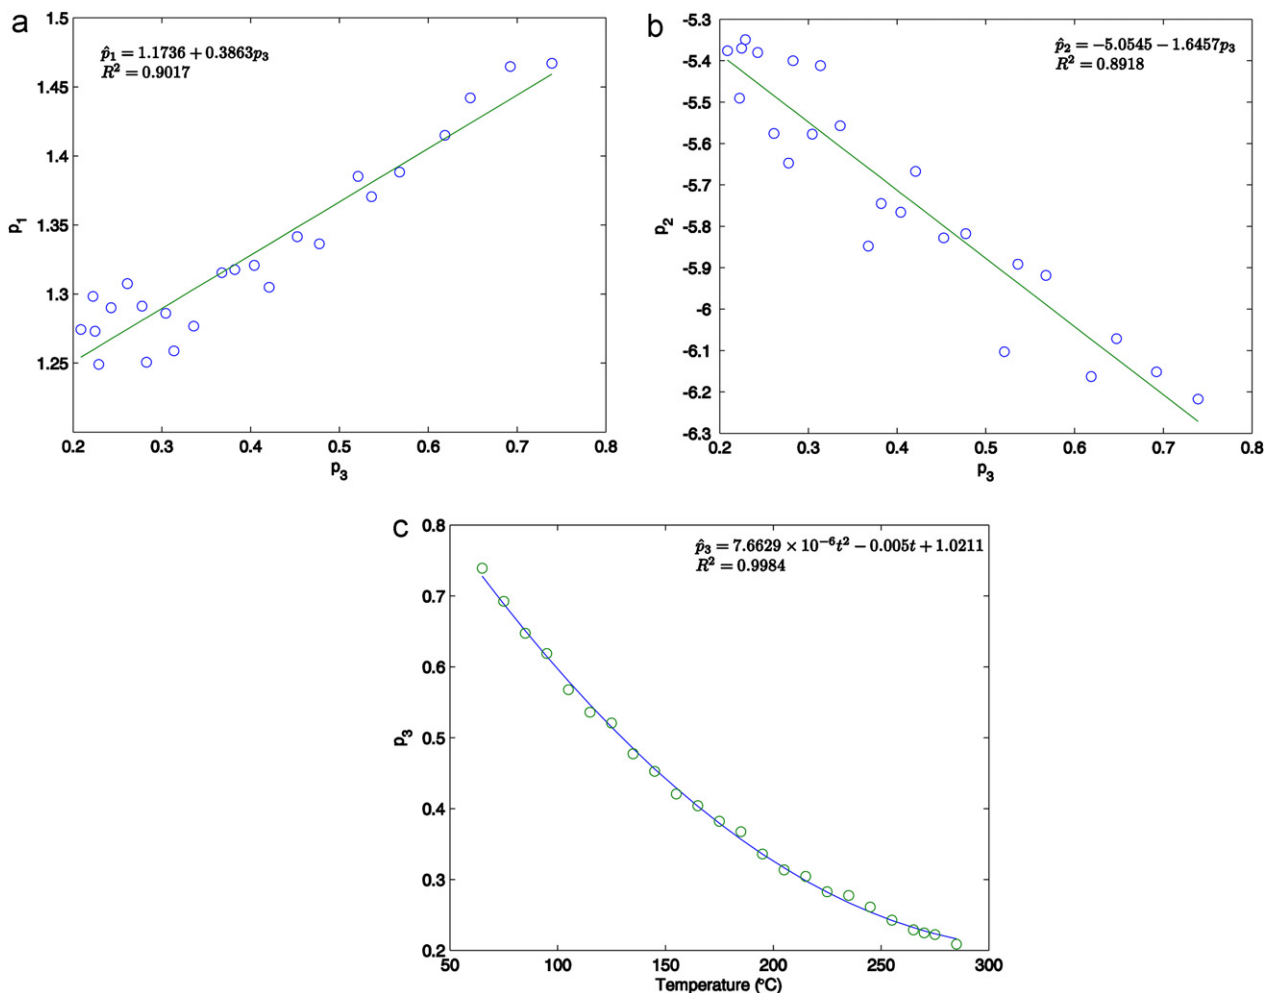 a
1.5
p̂₁ = 1.1736 + 0.3863p₃
R² = 0.9017
1.45
1.4
1.35
1.3
1.25
p₁
0.2 0.3 0.4 0.5 0.6 0.7 0.8
p₃
b
-5.3
p̂₂ = −5.0545 − 1.6457p₃
R² = 0.8918
-5.4
-5.5
-5.6
-5.7
-5.8
-5.9
-6
-6.1
-6.2
-6.3
p₂
0.2 0.3 0.4 0.5 0.6 0.7 0.8
p₃
c
0.8
p̂₃ = 7.6629 × 10⁻⁶t² − 0.005t + 1.0211
R² = 0.9984
0.7
0.6
0.5
0.4
0.3
0.2
p₃
50 100 150 200 250 300
Temperature (°C)